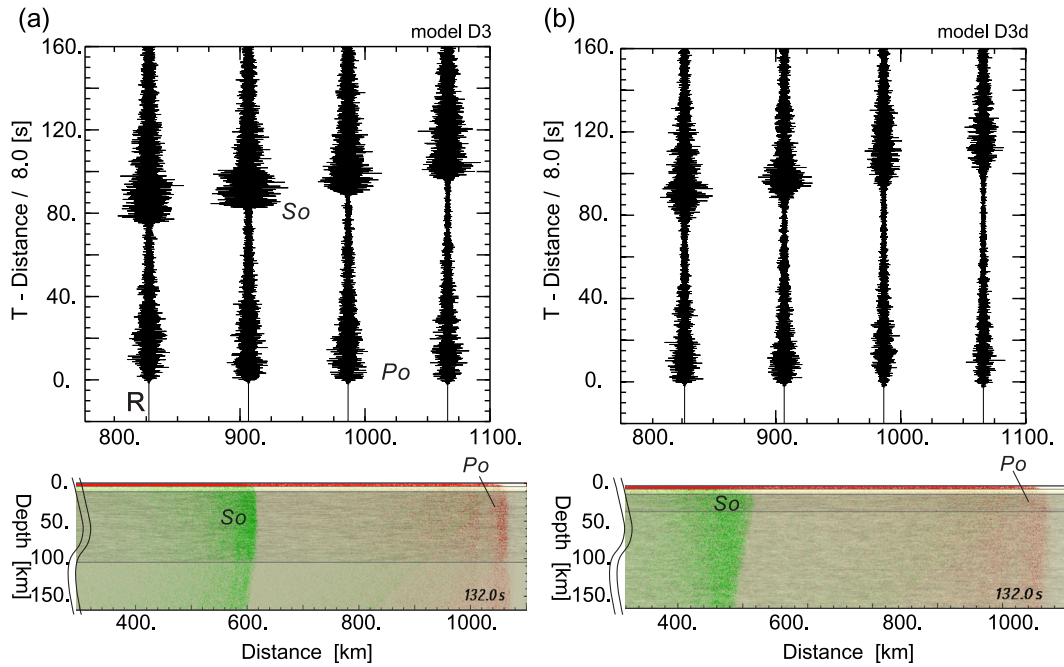 (a)
model D3
T - Distance / 8.0 [s]
160.
120.
80.
40.
0.
So
Po
R
800.
900.
1000.
1100.
(b)
model D3d
T - Distance / 8.0 [s]
160.
120.
80.
40.
0.
800.
900.
1000.
1100.
Depth [km]
0.
50.
100.
150.
So
Po
132.0 s
400.
600.
800.
1000.
Distance [km]
Depth [km]
0.
50.
100.
150.
So
Po
132.0 s
400.
600.
800.
1000.
Distance [km]